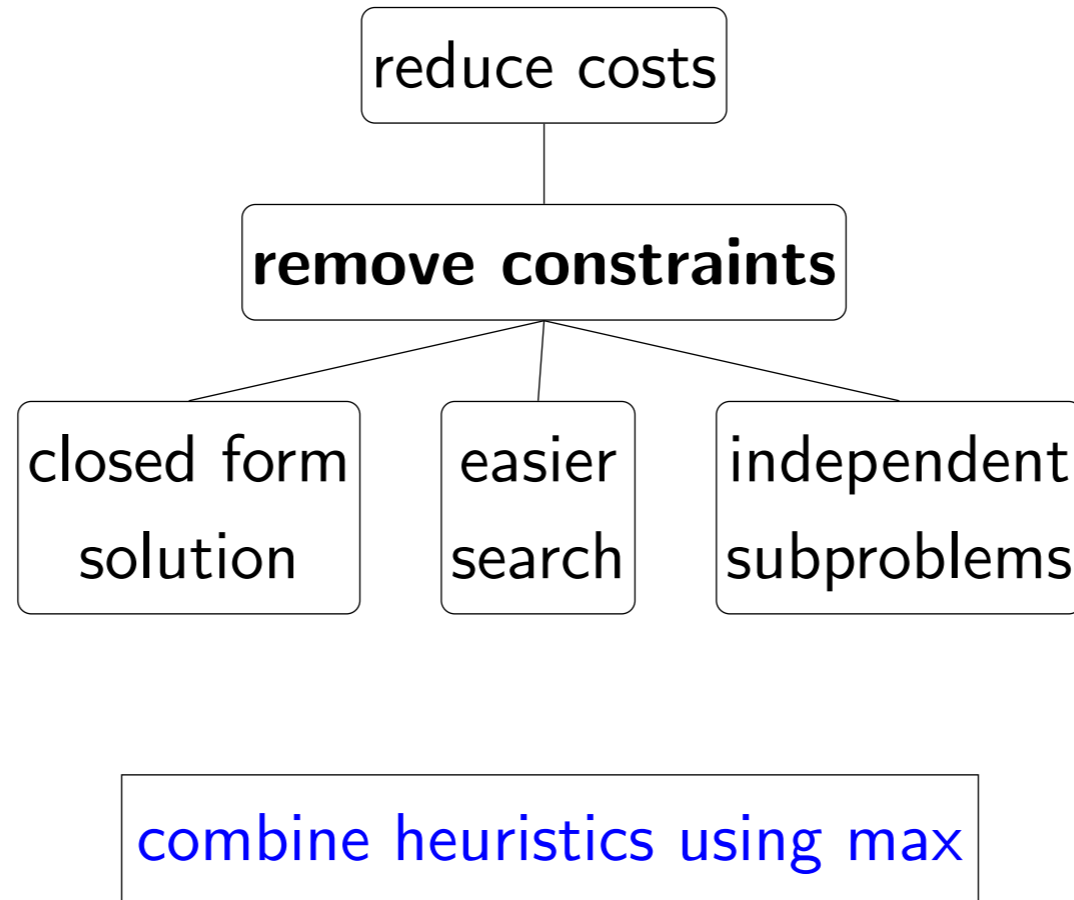 reduce costs
remove constraints
closed form
solution
easier
search
independent
subproblems
combine heuristics using max